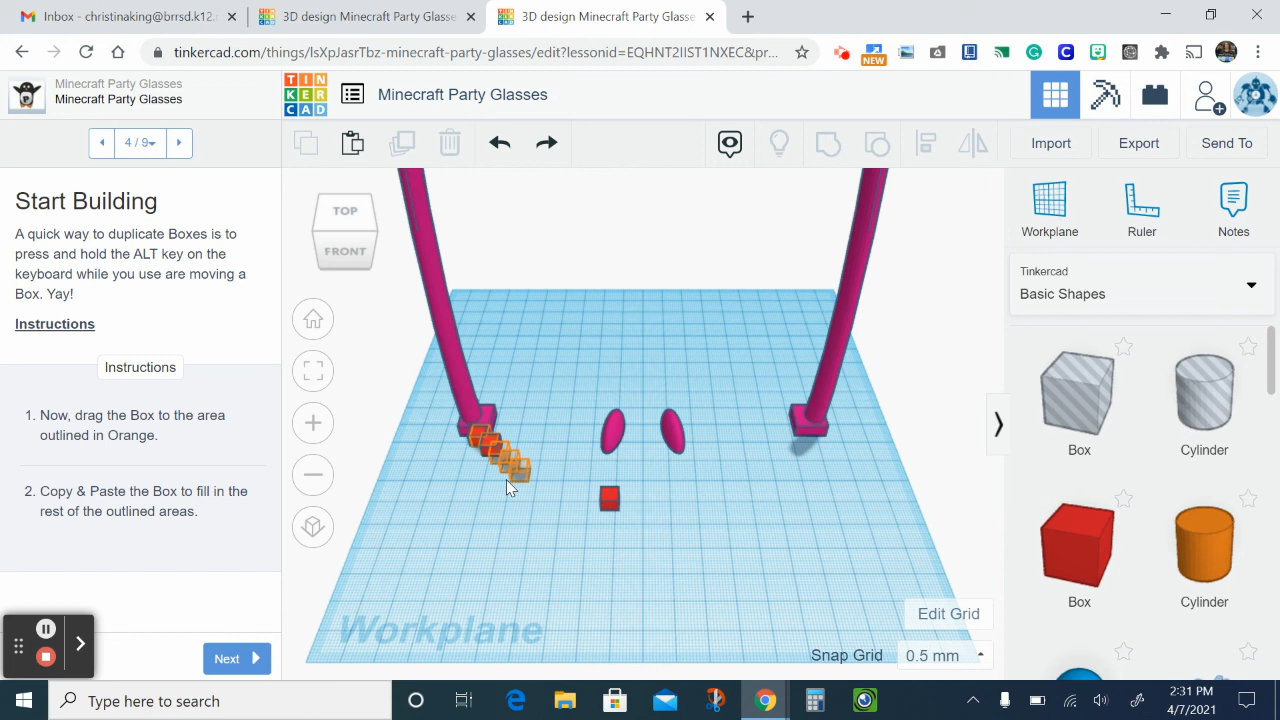 Inbox - christinaking@brrsd.k12.
3D design Minecraft Party Glasse
3D design Minecraft Party Glasse
tinkercad.com/things/lsXpJasrTbz-minecraft-party-glasses/edit?lessonid=EQHNT2IIST1NXEC&pr...
NEW
Minecraft Party Glasses
Minecraft Party Glasses
TIN
KER
CAD
Minecraft Party Glasses
4 / 9
Import
Export
Send To
Start Building
A quick way to duplicate Boxes is to
press and hold the ALT key on the
keyboard while you use are moving a
Box. Yay!
Instructions
Instructions
1. Now, drag the Box to the area
outlined in Orange.
2. Copy & Paste the Box to fill in the
rest of the outlined areas.
Next
TOP
FRONT
Workplane
Edit Grid
Snap Grid
0.5 mm
Workplane
Ruler
Notes
Tinkercad
Basic Shapes
Box
Cylinder
Box
Cylinder
Type here to search
2:31 PM
4/7/2021